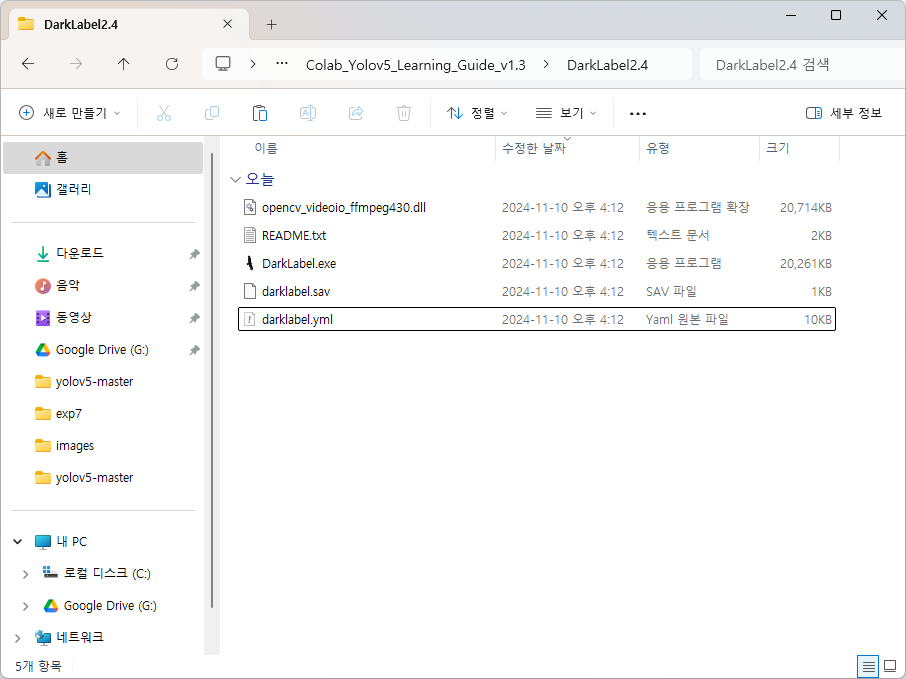 DarkLabel2.4
Colab_Yolov5_Learning_Guide_v1.3 > DarkLabel2.4
DarkLabel2.4 검색
새로 만들기
정렬
보기
세부 정보
홈
갤러리
다운로드
음악
동영상
Google Drive (G:)
yolov5-master
exp7
images
yolov5-master
내 PC
로컬 디스크 (C:)
Google Drive (G:)
네트워크
이름 수정한 날짜 유형 크기
오늘
opencv_videoio_ffmpeg430.dll 2024-11-10 오후 4:12 응용 프로그램 확장 20,714KB
README.txt 2024-11-10 오후 4:12 텍스트 문서 2KB
DarkLabel.exe 2024-11-10 오후 4:12 응용 프로그램 20,261KB
darklabel.sav 2024-11-10 오후 4:12 SAV 파일 1KB
darklabel.yml 2024-11-10 오후 4:12 Yaml 원본 파일 10KB
5개 항목